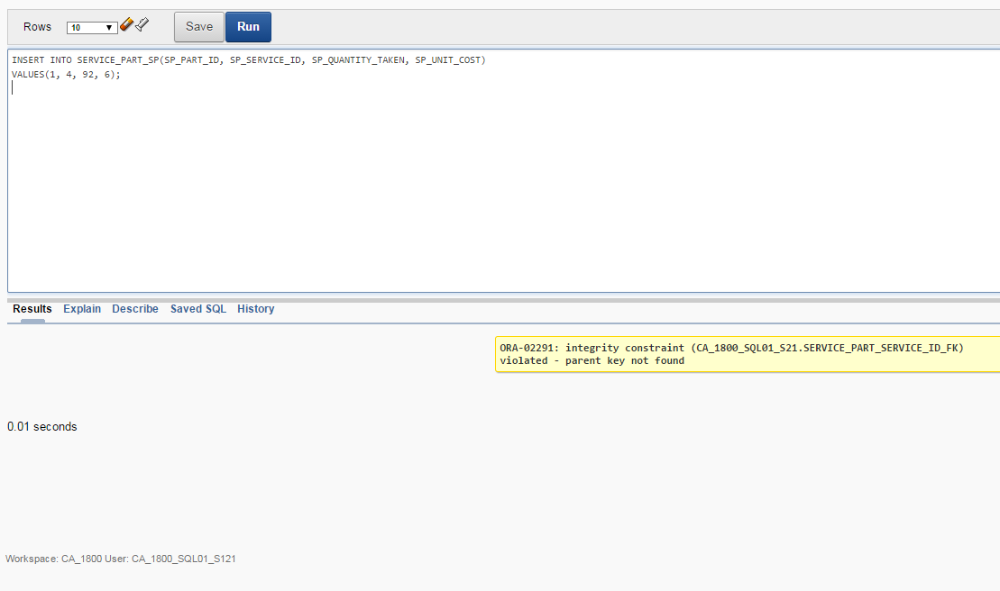 Rows 10 Save Run
INSERT INTO SERVICE_PART_SP(SP_PART_ID, SP_SERVICE_ID, SP_QUANTITY_TAKEN, SP_UNIT_COST)
VALUES(1, 4, 92, 6);
Results Explain Describe Saved SQL History
ORA-02291: integrity constraint (CA_1800_SQL01_S21.SERVICE_PART_SERVICE_ID_FK)
violated - parent key not found
0.01 seconds
Workspace: CA_1800 User: CA_1800_SQL01_S121